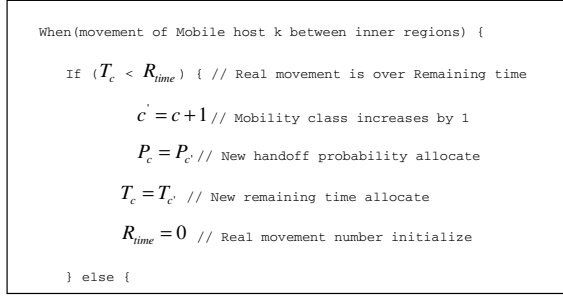 When(movement of Mobile host k between inner regions) {
If (T_c < R_time) { // Real movement is over Remaining time
c' = c+1 // Mobility class increases by 1
P_c = P_c' // New handoff probability allocate
T_c = T_c' // New remaining time allocate
R_time = 0 // Real movement number initialize
} else {